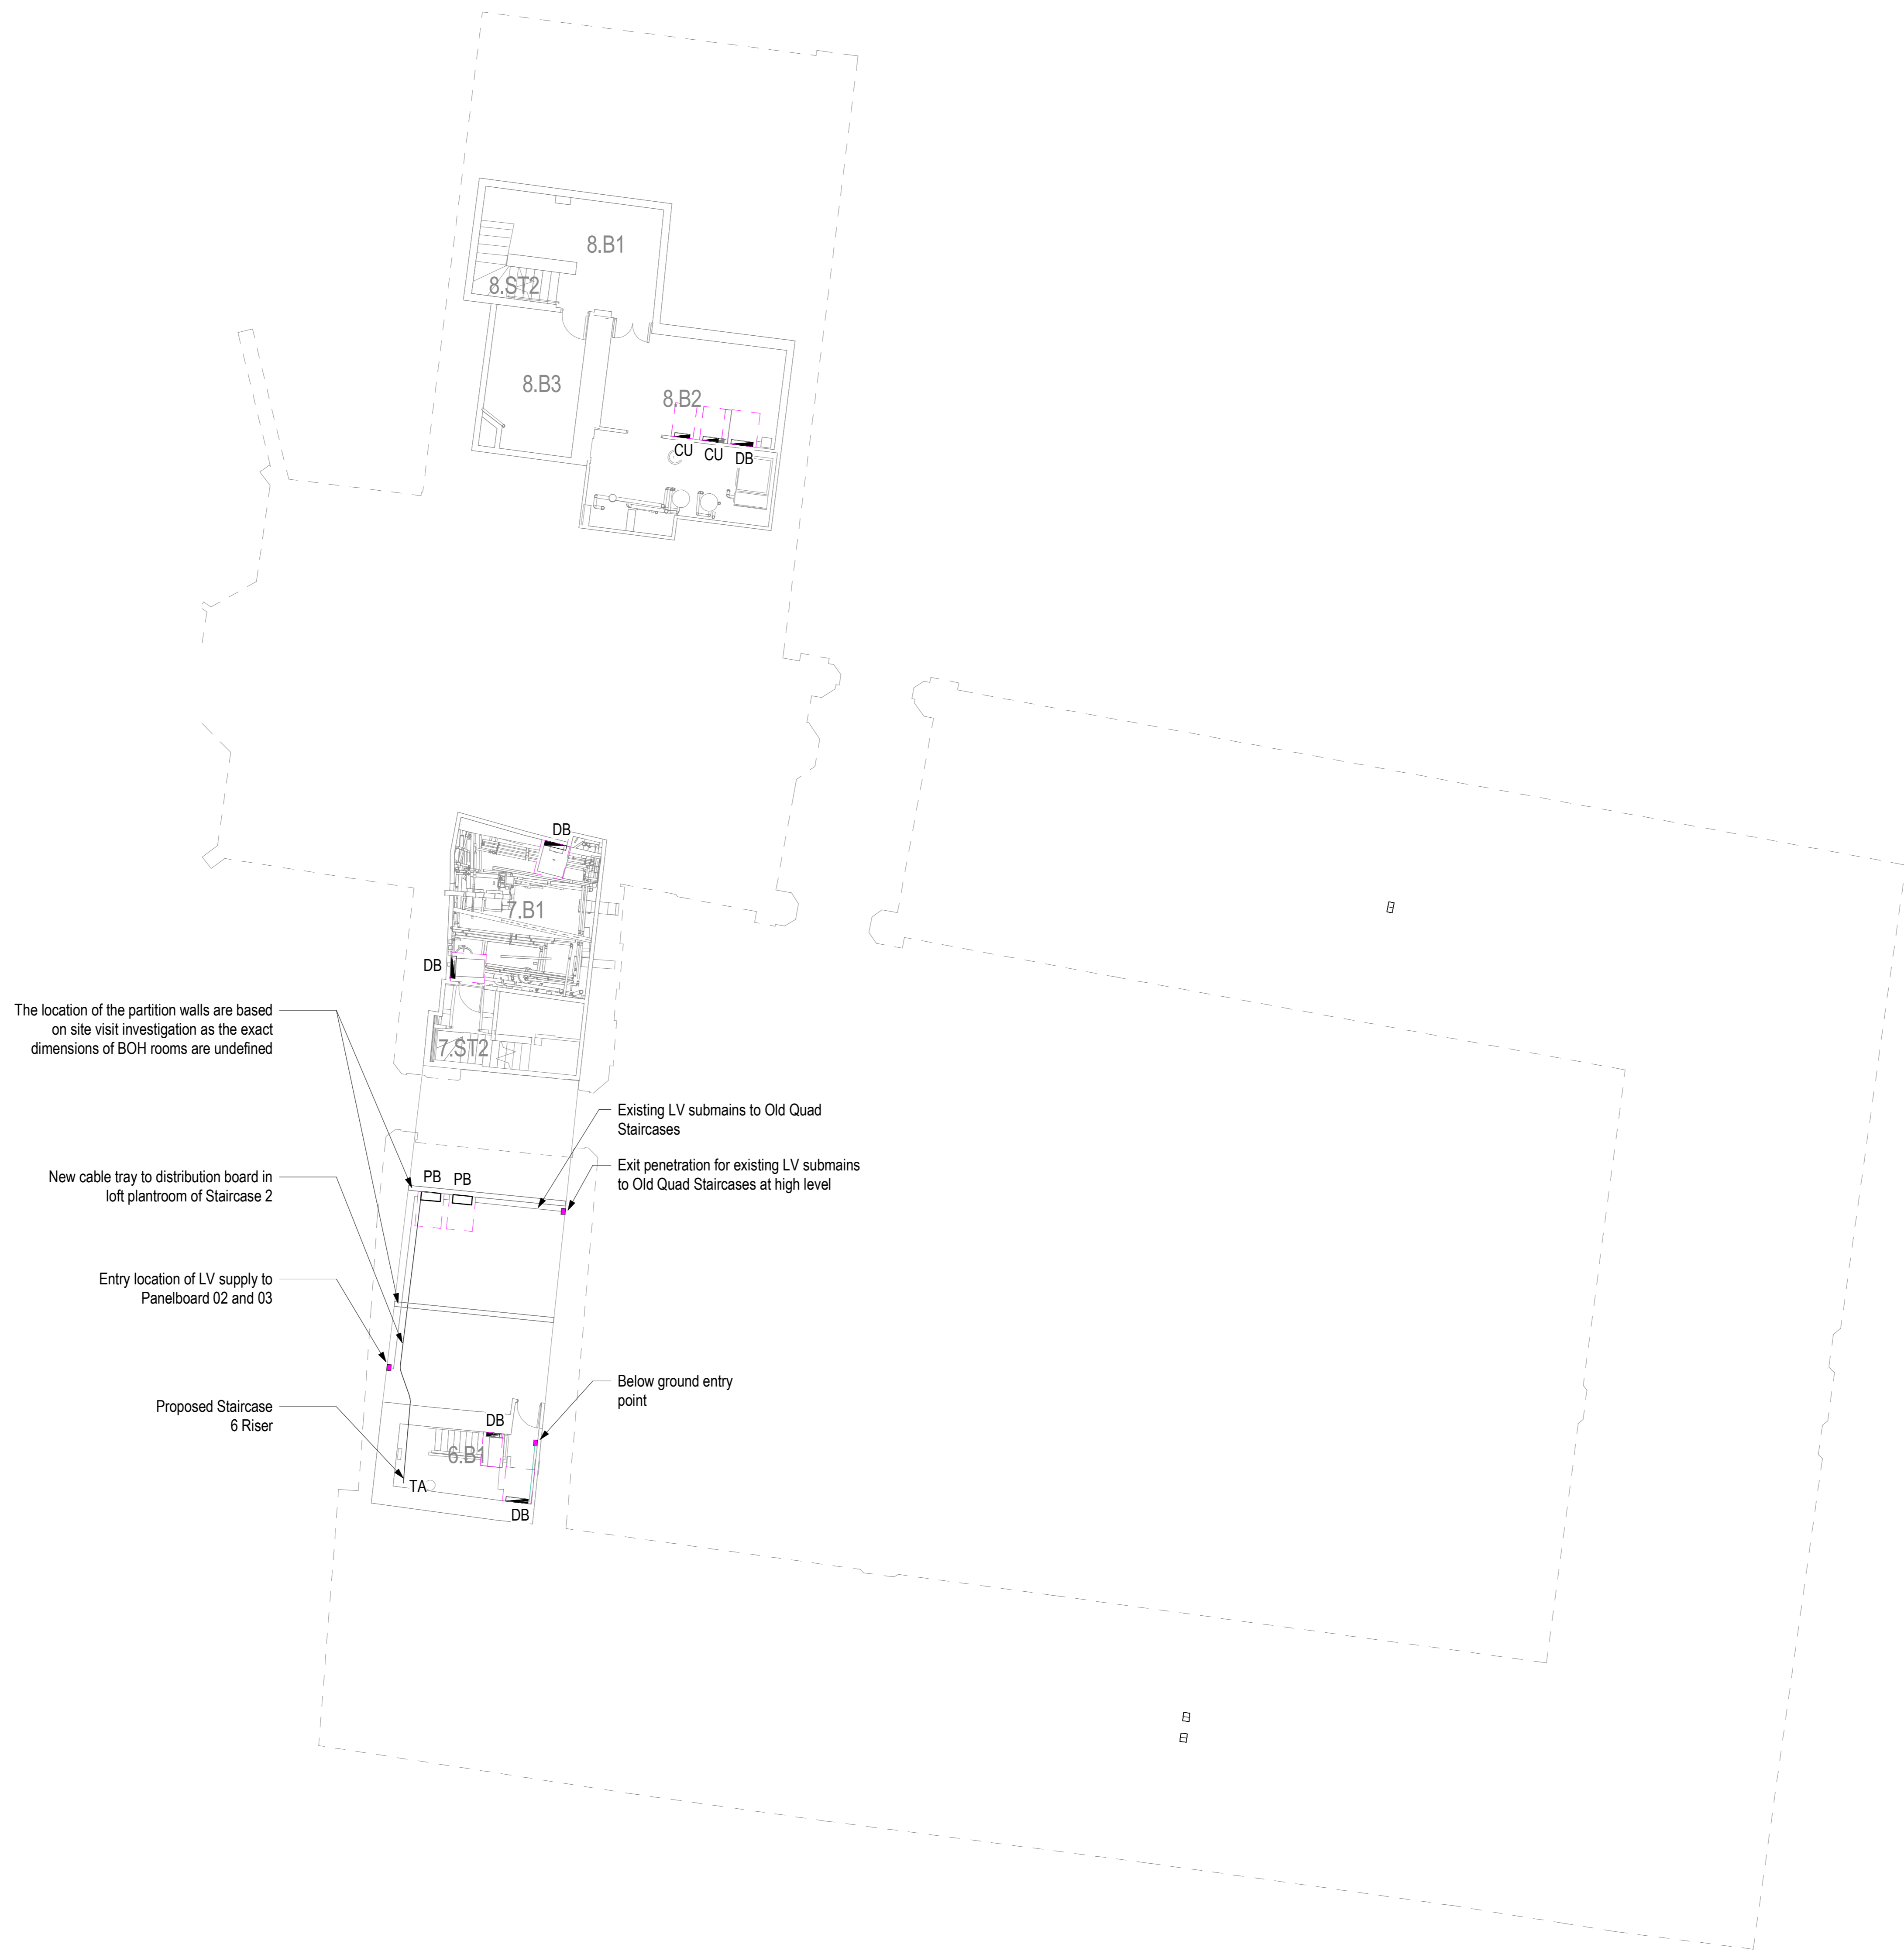 8.B1
8.ST2
8.B3
8.B2
CU
CU
DB
DB
7.B1
DB
7.ST2
The location of the partition walls are based
on site visit investigation as the exact
dimensions of BOH rooms are undefined
Existing LV submains to Old Quad
Staircases
Exit penetration for existing LV submains
to Old Quad Staircases at high level
PB
PB
New cable tray to distribution board in
loft plantroom of Staircase 2
Entry location of LV supply to
Panelboard 02 and 03
Below ground entry
point
Proposed Staircase
6 Riser
DB
6.B1
TA
DB